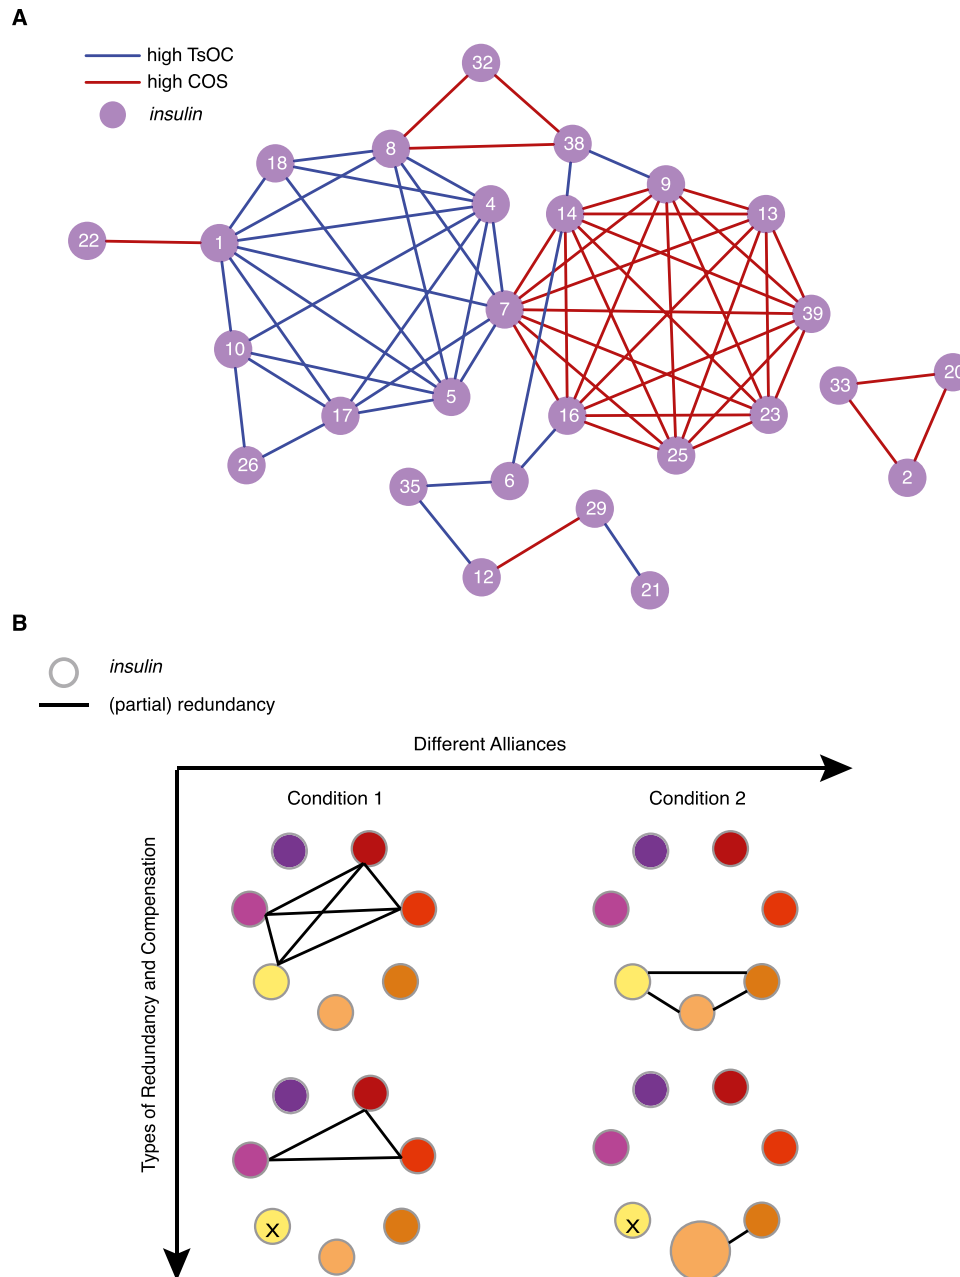 A
high TsOC
high COS
insulin
32
38
8
18
9
4
14
13
22
1
7
39
10
33
20
5
17
16
23
25
26
2
6
35
29
12
21
B
insulin
(partial) redundancy
Different Alliances
Condition 1
Condition 2
Types of Redundancy and Compensation
x
x